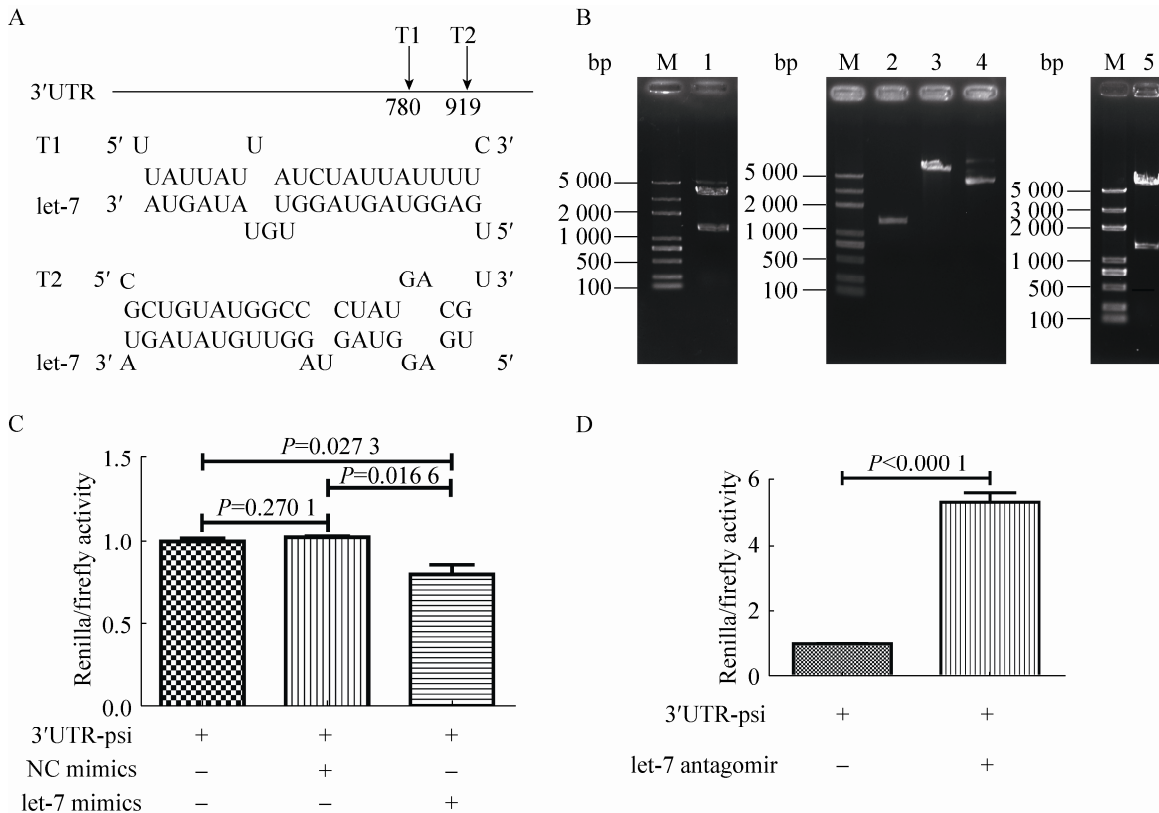 A
T1 T2
3′UTR
780 919
T1 5′ U U C 3′
UAUUAU AUCUAUUAUUUU
let-7 3′ AUGAUA UGGAUGAUGGAG
UGU U 5′
T2 5′ C GA U 3′
GCUGUAUGGCC CUAU CG
UGAUAUGUUGG GAUG GU
let-7 3′ A AU GA 5′
B
bp M 1
5 000
2 000
1 000
500
100
bp M 2 3 4
5 000
2 000
1 000
500
100
bp M 5
5 000
3 000
2 000
1 000
500
100
C
Renilla/firefly activity
1.5
1.0
0.5
0.0
P=0.027 3
P=0.016 6
P=0.270 1
3′UTR-psi + + +
NC mimics – + –
let-7 mimics – – +
D
Renilla/firefly activity
6
4
2
0
P<0.000 1
3′UTR-psi + +
let-7 antagomir – +